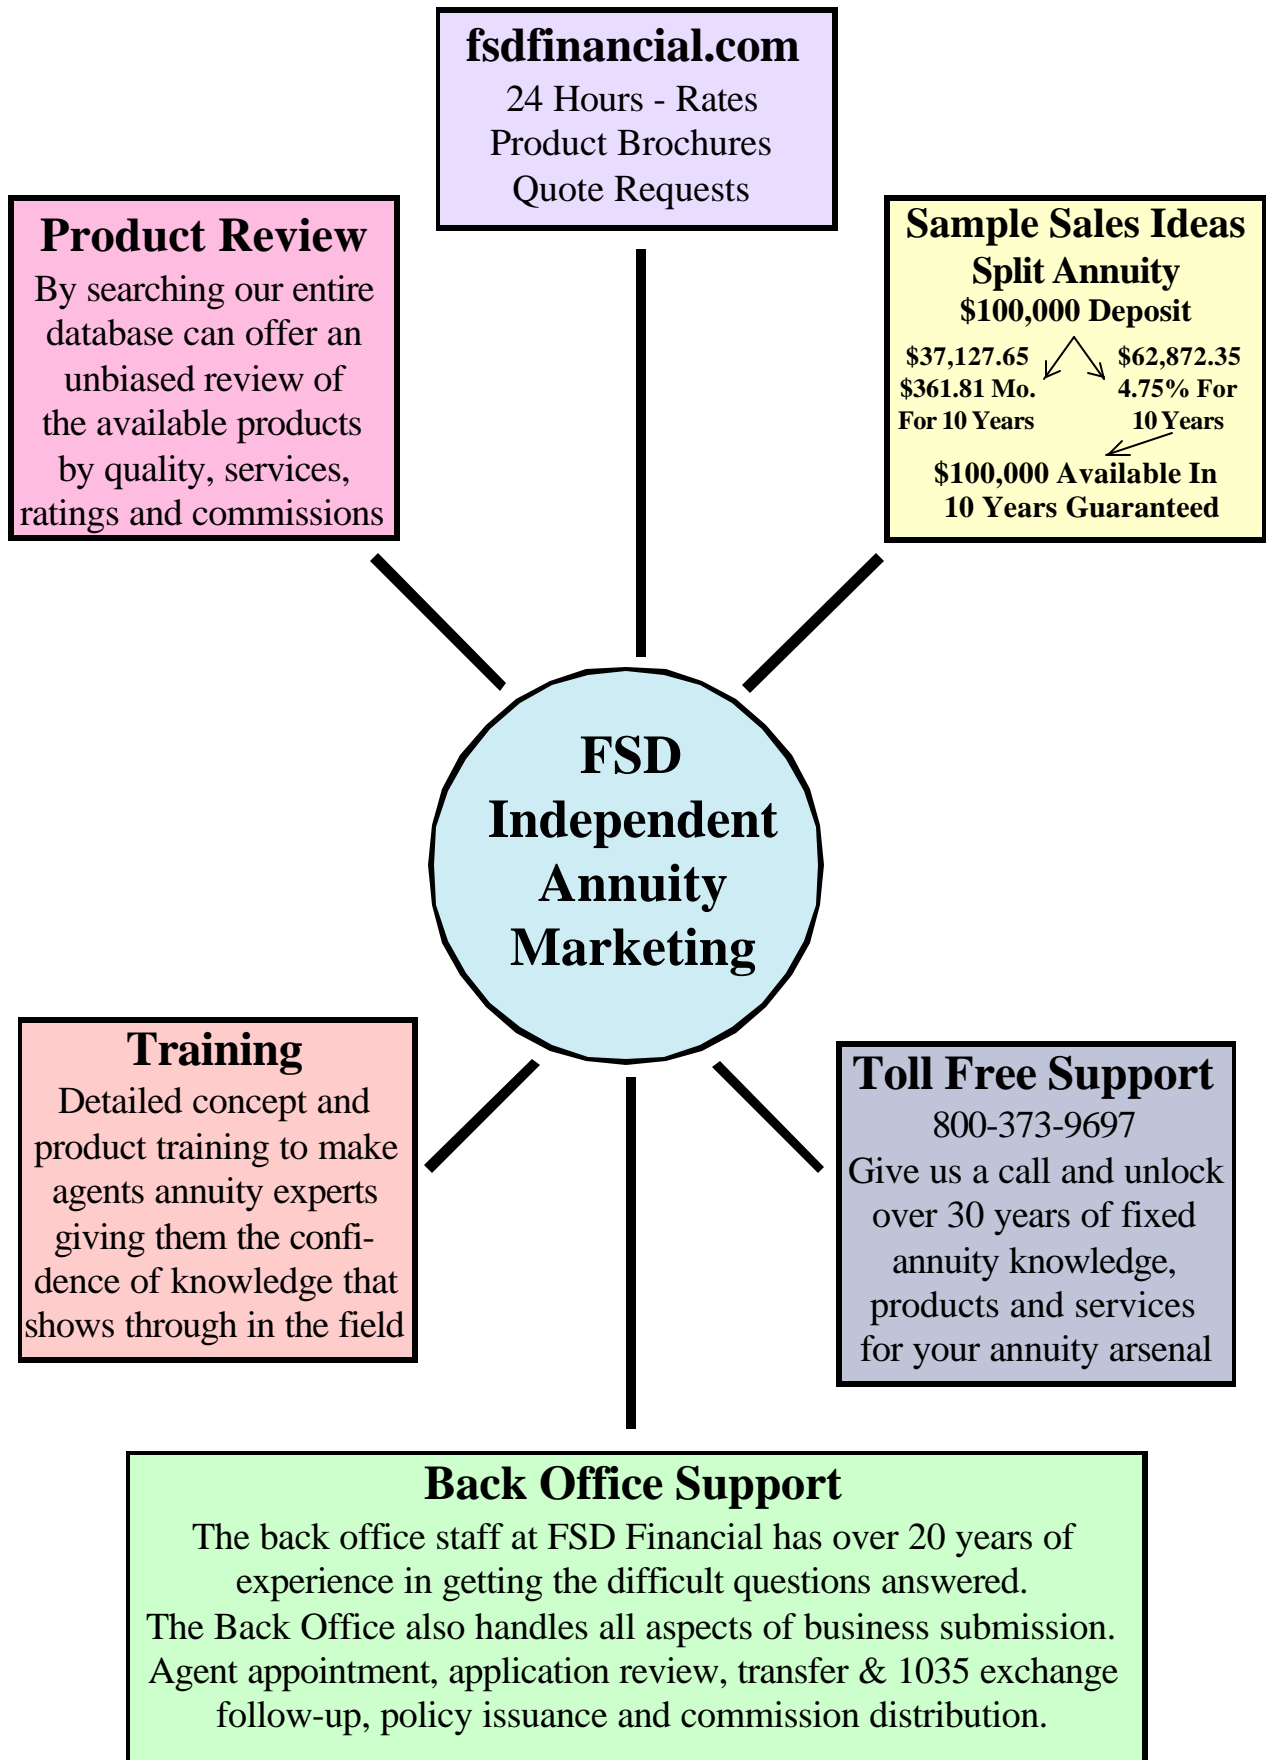 fsdfinancial.com
24 Hours - Rates
Product Brochures
Quote Requests
Product Review
By searching our entire
database can offer an
unbiased review of
the available products
by quality, services,
ratings and commissions
Sample Sales Ideas
Split Annuity
$100,000 Deposit
$37,127.65
$361.81 Mo.
For 10 Years
$62,872.35
4.75% For
10 Years
$100,000 Available In
10 Years Guaranteed
FSD
Independent
Annuity
Marketing
Training
Detailed concept and
product training to make
agents annuity experts
giving them the confi-
dence of knowledge that
shows through in the field
Toll Free Support
800-373-9697
Give us a call and unlock
over 30 years of fixed
annuity knowledge,
products and services
for your annuity arsenal
Back Office Support
The back office staff at FSD Financial has over 20 years of
experience in getting the difficult questions answered.
The Back Office also handles all aspects of business submission.
Agent appointment, application review, transfer & 1035 exchange
follow-up, policy issuance and commission distribution.